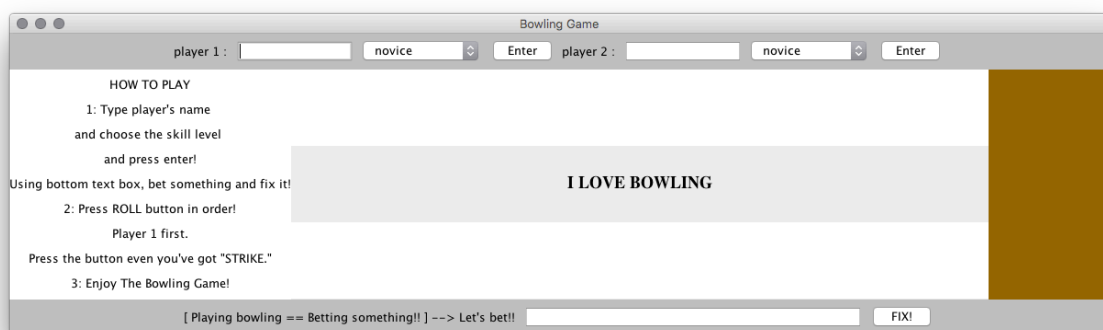 Bowling Game
player 1 : novice Enter player 2 : novice Enter
HOW TO PLAY
1: Type player's name
and choose the skill level
and press enter!
Using bottom text box, bet something and fix it!
2: Press ROLL button in order!
Player 1 first.
Press the button even you've got "STRIKE."
3: Enjoy The Bowling Game!
I LOVE BOWLING
[ Playing bowling == Betting something!! ] --> Let's bet!! FIX!